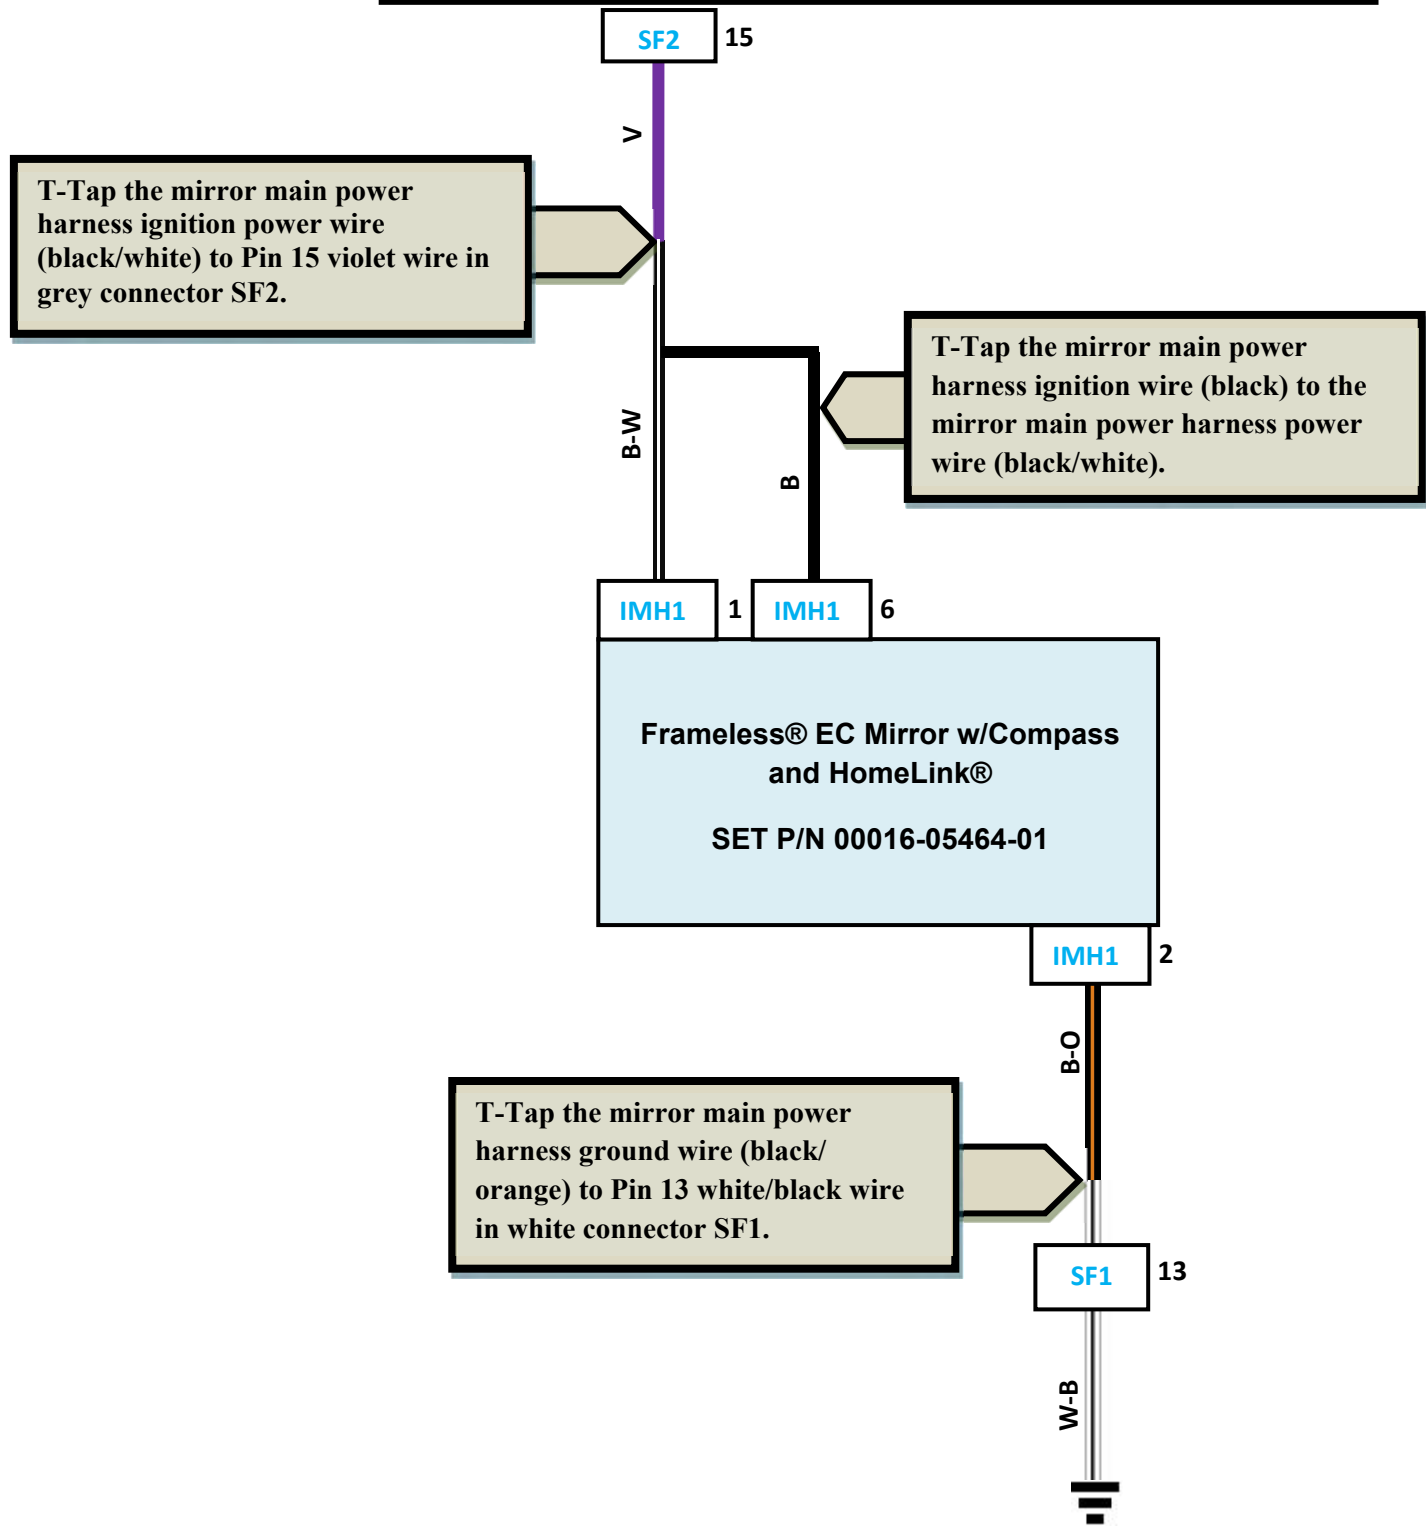 SF2 15
V
T-Tap the mirror main power
harness ignition power wire
(black/white) to Pin 15 violet wire in
grey connector SF2.
T-Tap the mirror main power
harness ignition wire (black) to the
mirror main power harness power
wire (black/white).
B-W
B
IMH1 1 IMH1 6
Frameless® EC Mirror w/Compass
and HomeLink®
SET P/N 00016-05464-01
IMH1 2
B-O
T-Tap the mirror main power
harness ground wire (black/
orange) to Pin 13 white/black wire
in white connector SF1.
SF1 13
W-B